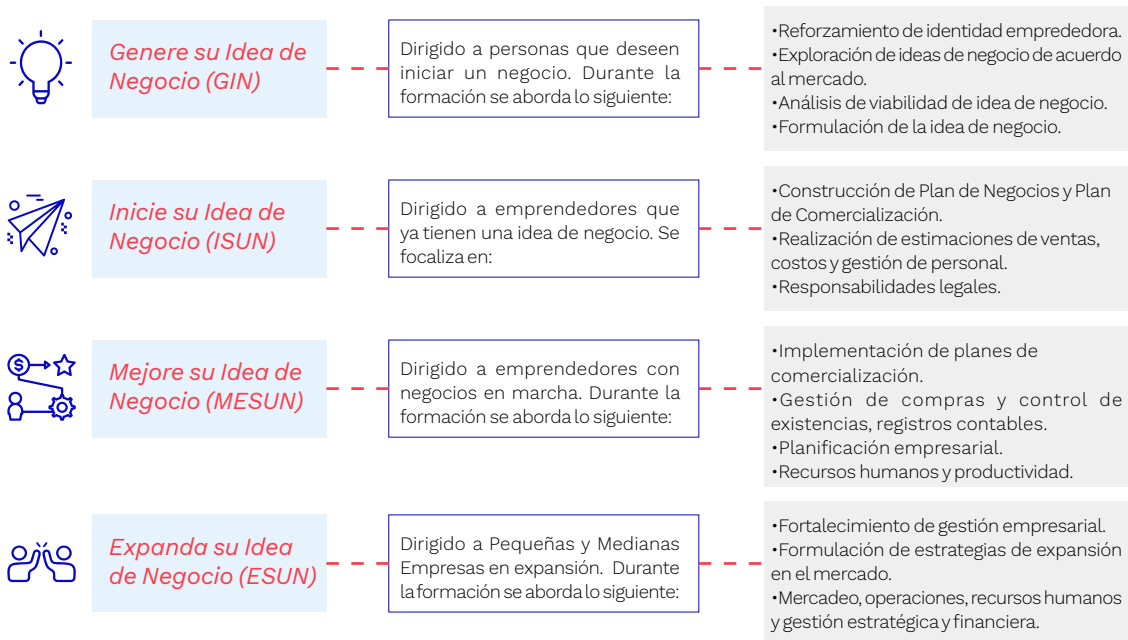 Genere su Idea de
Negocio (GIN)
Dirigido a personas que deseen
iniciar un negocio. Durante la
formación se aborda lo siguiente:
•Reforzamiento de identidademprededora.
•Exploración de ideas de negocio de acuerdo
al mercado.
•Análisis de viabilidad de idea de negocio.
•Formulación de la idea de negocio.
Inicie su Idea de
Negocio (ISUN)
Dirigido a emprendedores que
ya tienen una idea de negocio. Se
focaliza en:
•Construcción de Plan de Negocios y Plan
de Comercialización.
•Realización de estimaciones de ventas,
costos y gestión de personal.
•Responsabilidades legales.
Mejore su Idea de
Negocio (MESUN)
Dirigido a emprendedores con
negocios en marcha. Durante la
formación se aborda lo siguiente:
•Implementación de planes de
comercialización.
•Gestión de compras y control de
existencias, registros contables.
•Planificación empresarial.
•Recursos humanos y productividad.
Expanda su Idea
de Negocio (ESUN)
Dirigido a Pequeñas y Medianas
Empresas en expansión. Durante
la formación se aborda lo siguiente:
•Fortalecimiento de gestión empresarial.
•Formulación de estrategias de expansión
en el mercado.
•Mercadeo, operaciones, recursos humanos
y gestión estratégica y financiera.